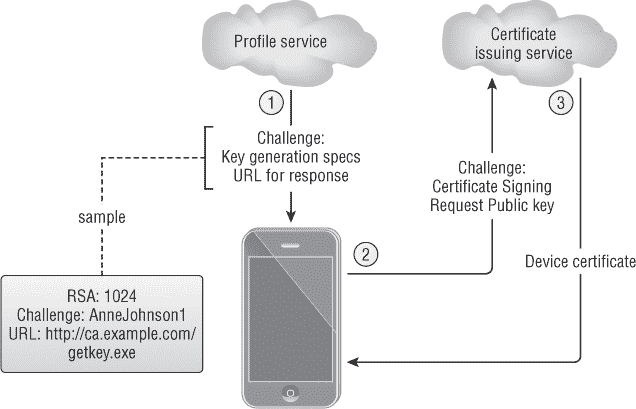 Profile service
Certificate
issuing service
1
3
Challenge:
Key generation specs
URL for response
Challenge:
Certificate Signing
Request Public key
sample
2
Device certificate
RSA: 1024
Challenge: AnneJohnson1
URL: http://ca.example.com/
getkey.exe